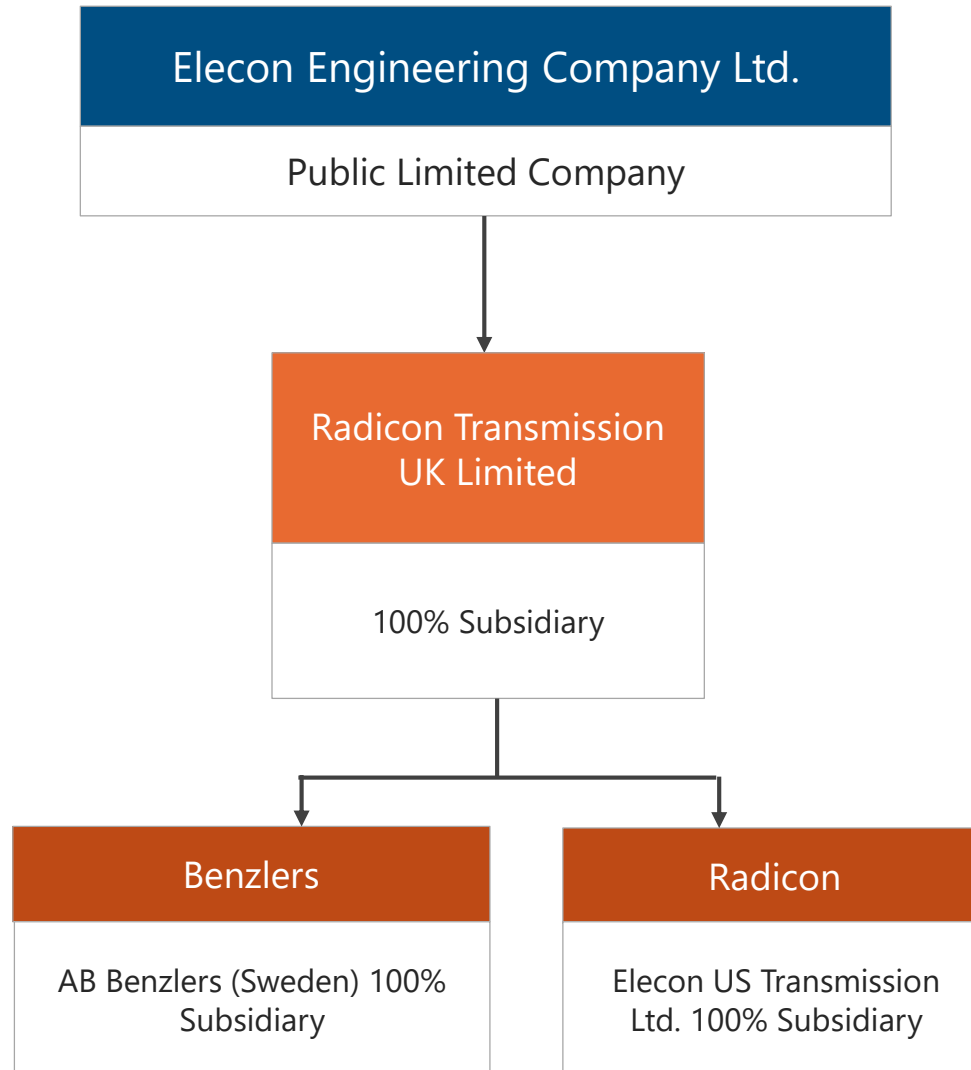 Elecon Engineering Company Ltd.
Public Limited Company
Radicon Transmission
UK Limited
100% Subsidiary
Benzlers
AB Benzlers (Sweden) 100%
Subsidiary
Radicon
Elecon US Transmission
Ltd. 100% Subsidiary